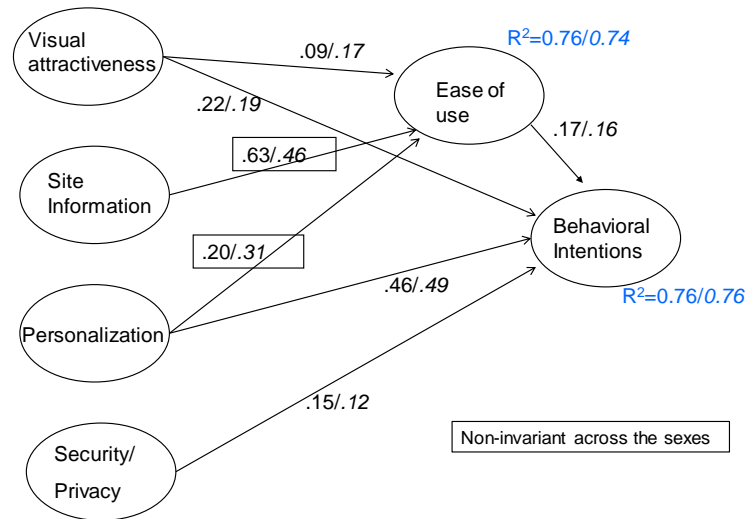 Visual
attractiveness
.09/.17
R²=0.76/0.74
Ease of
use
.22/.19
.17/.16
.63/.46
Site
Information
Behavioral
Intentions
.20/.31
.46/.49
R²=0.76/0.76
Personalization
.15/.12
Non-invariant across the sexes
Security/
Privacy